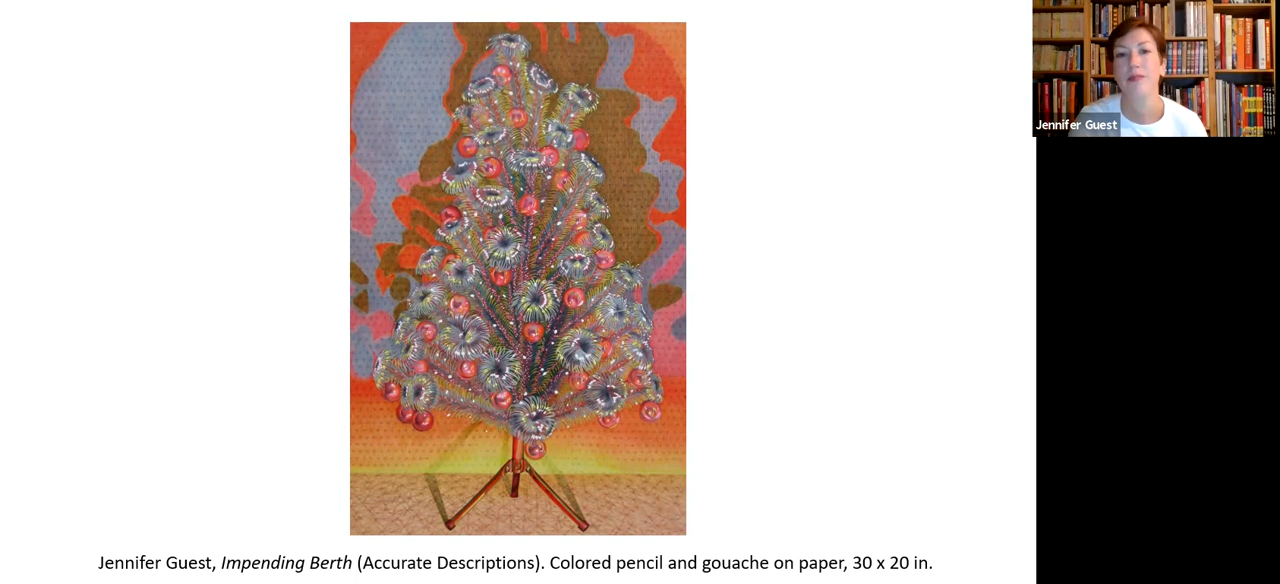 Jennifer Guest
Jennifer Guest, Impending Berth (Accurate Descriptions). Colored pencil and gouache on paper, 30 x 20 in.